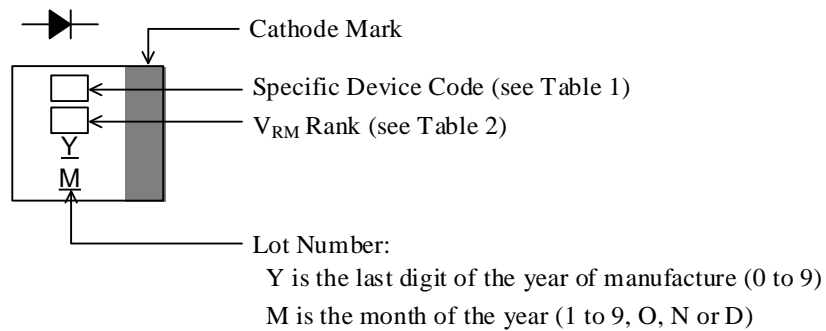 Cathode Mark
Specific Device Code (see Table 1)
VRM Rank (see Table 2)
Y
M
Lot Number:
Y is the last digit of the year of manufacture (0 to 9)
M is the month of the year (1 to 9, O, N or D)